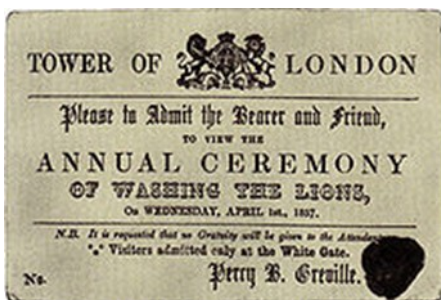 TOWER OF LONDON
Please to Admit the Bearer and Friend,
TO VIEW THE
ANNUAL CEREMONY
OF WASHING THE LIONS,
On WEDNESDAY, APRIL 1st., 1857.
N.B. It is requested that no Gratuity will be given to the Attendants
⁂ Visitors admitted only at the White Gate.
No.
Percy B. Greville.